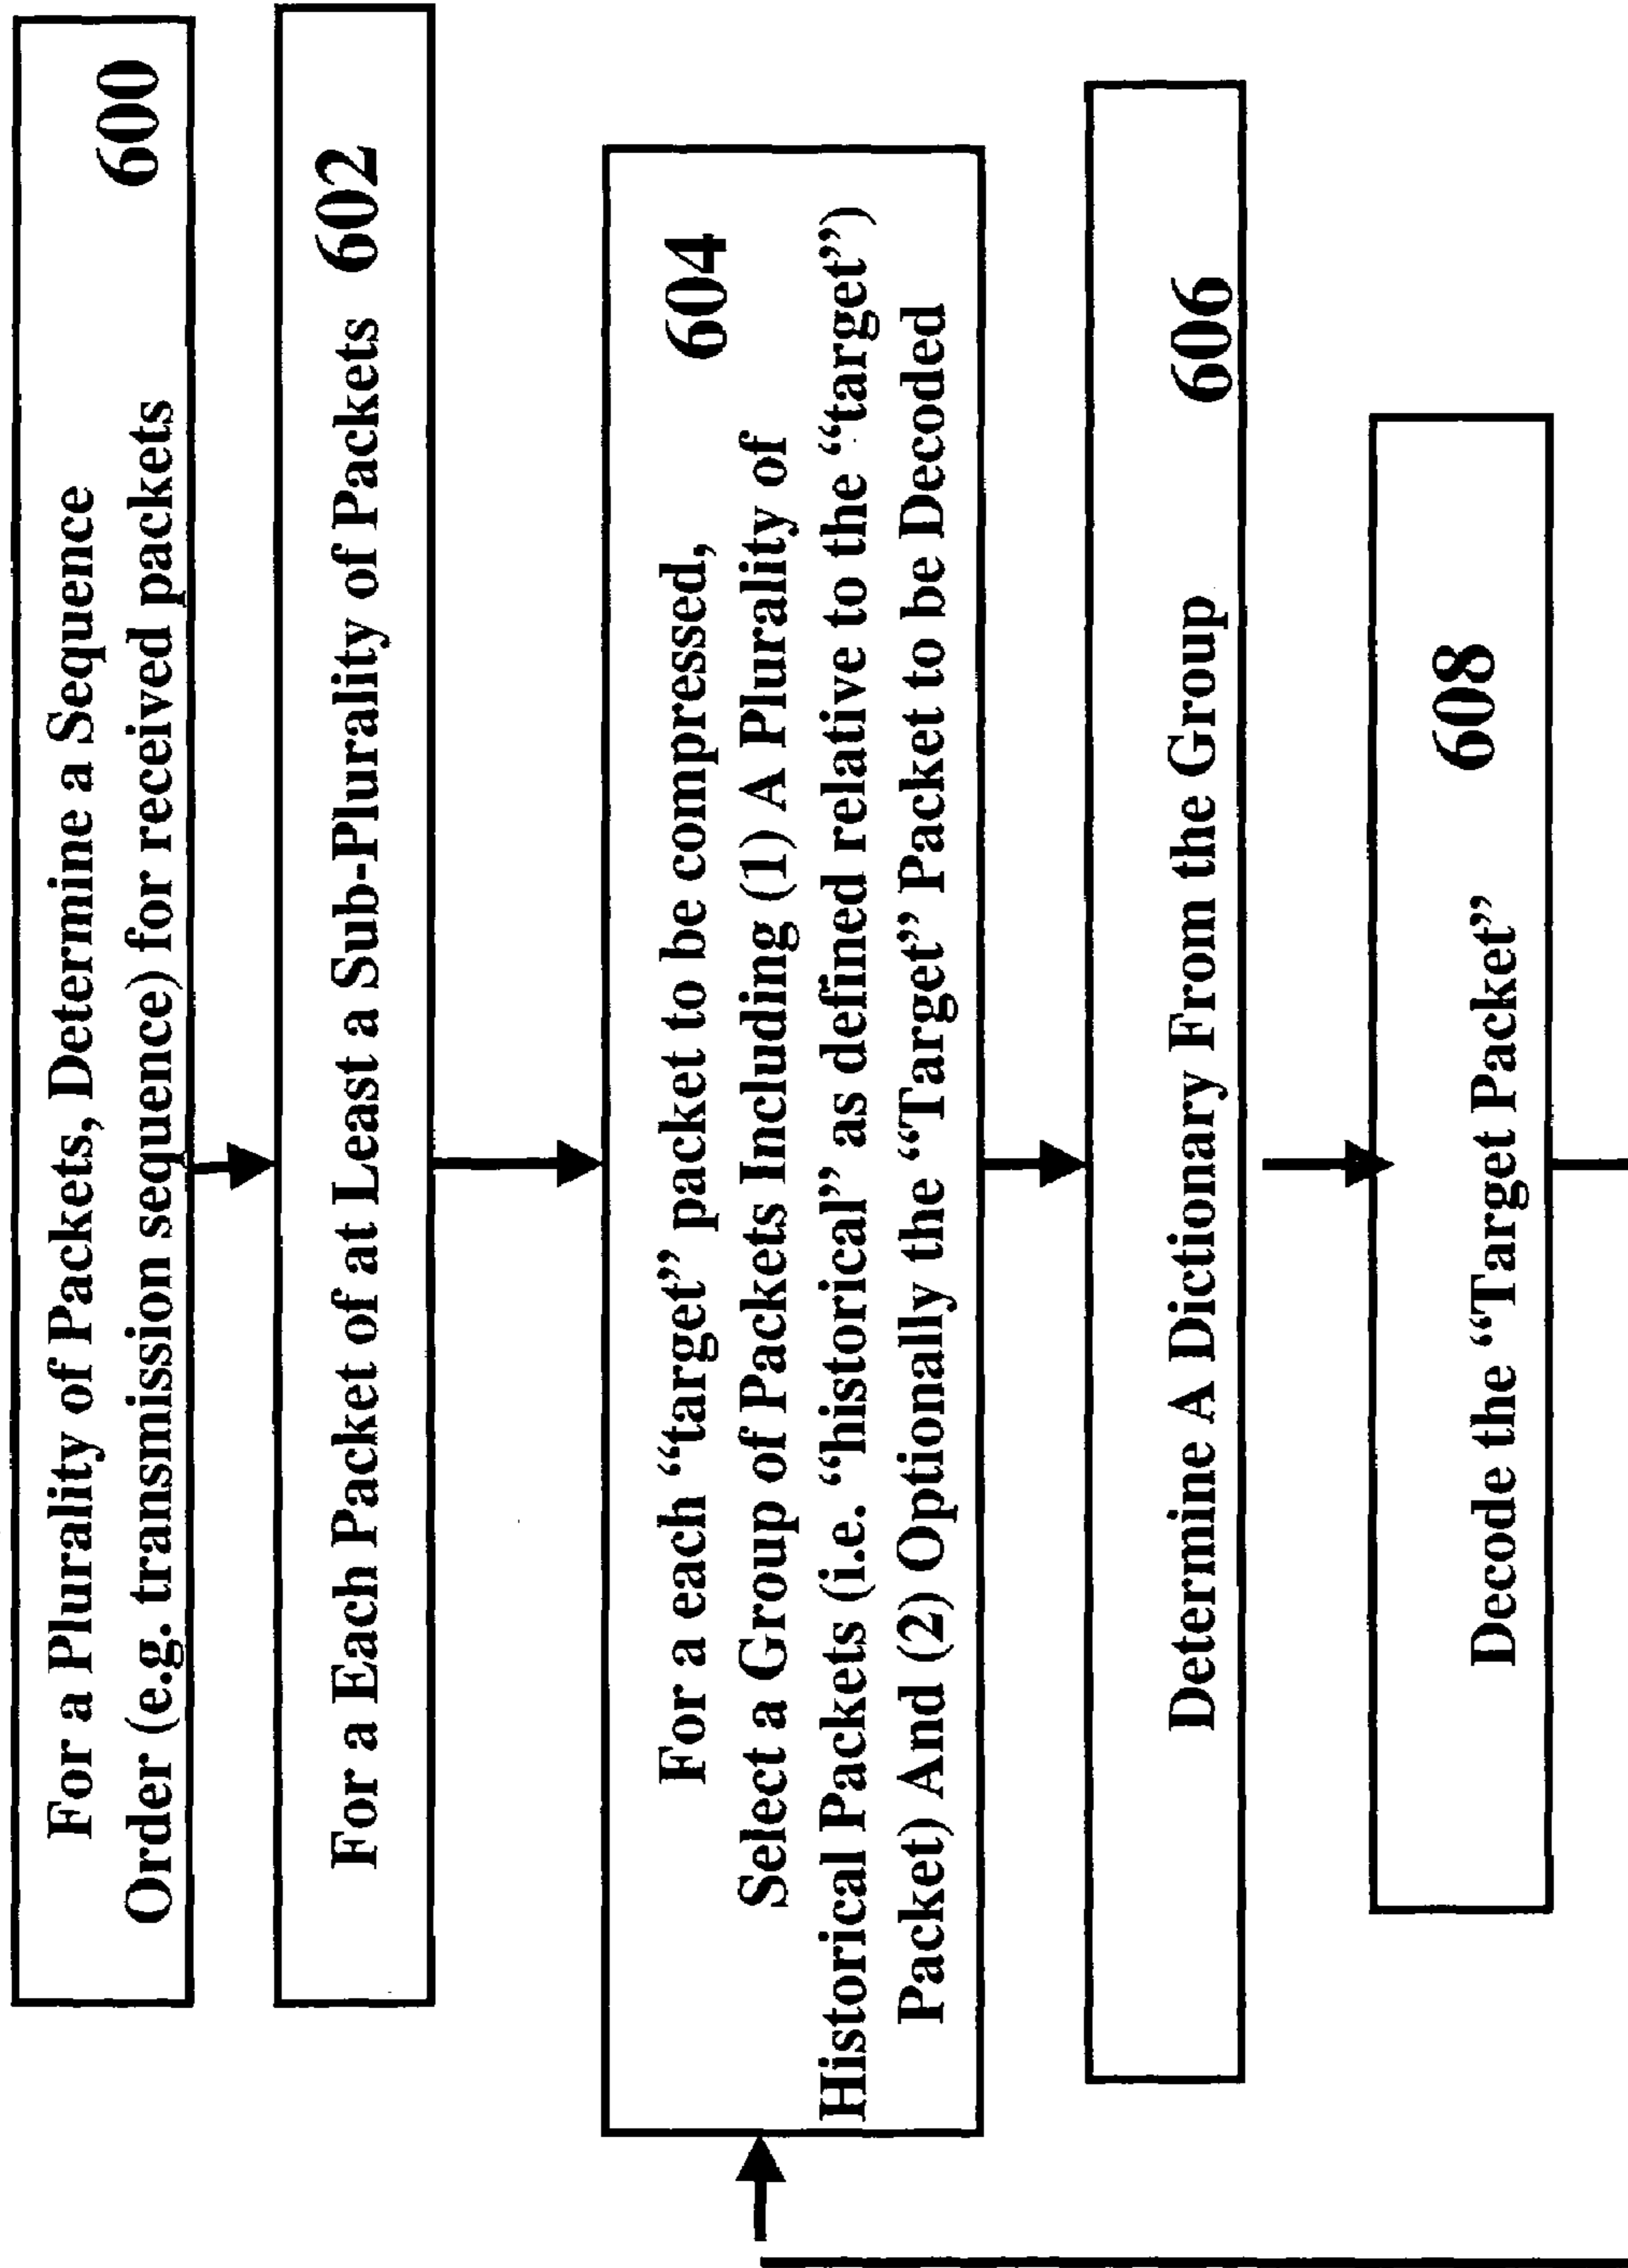 For a Plurality of Packets, Determine a Sequence
Order (e.g. transmission sequence) for received packets
600
For a Each Packet of at Least a Sub-Plurality of Packets 602
For a each “target” packet to be compressed, 604
Select a Group of Packets Including (1) A Plurality of
Historical Packets (i.e. “historical” as defined relative to the “target”)
Packet) And (2) Optionally the “Target” Packet to be Decoded
Determine A Dictionary From the Group 606
608
Decode the “Target Packet”